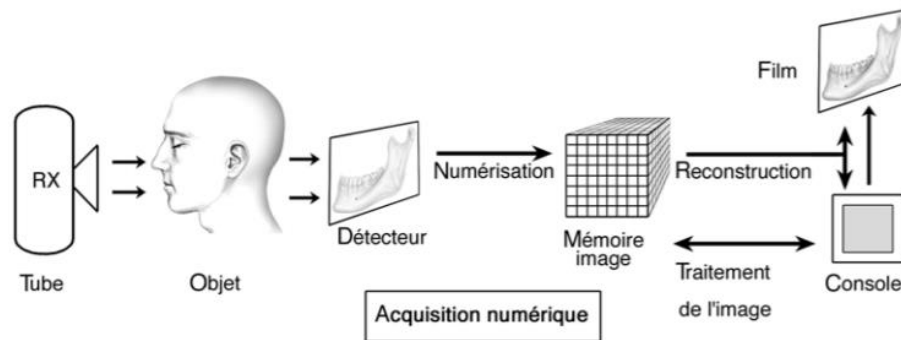 Film
RX
Numérisation
Reconstruction
Détecteur
Mémoire
image
Tube
Objet
Traitement
de l'image
Console
Acquisition numérique